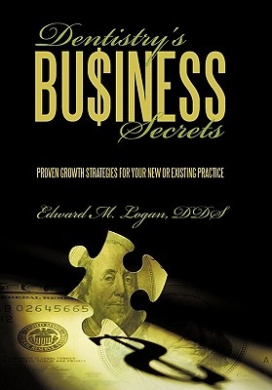 Dentistry's
BU$INESS
Secrets
PROVEN GROWTH STRATEGIES FOR YOUR NEW OR EXISTING PRACTICE
Edward M. Logan, DDS
02645665